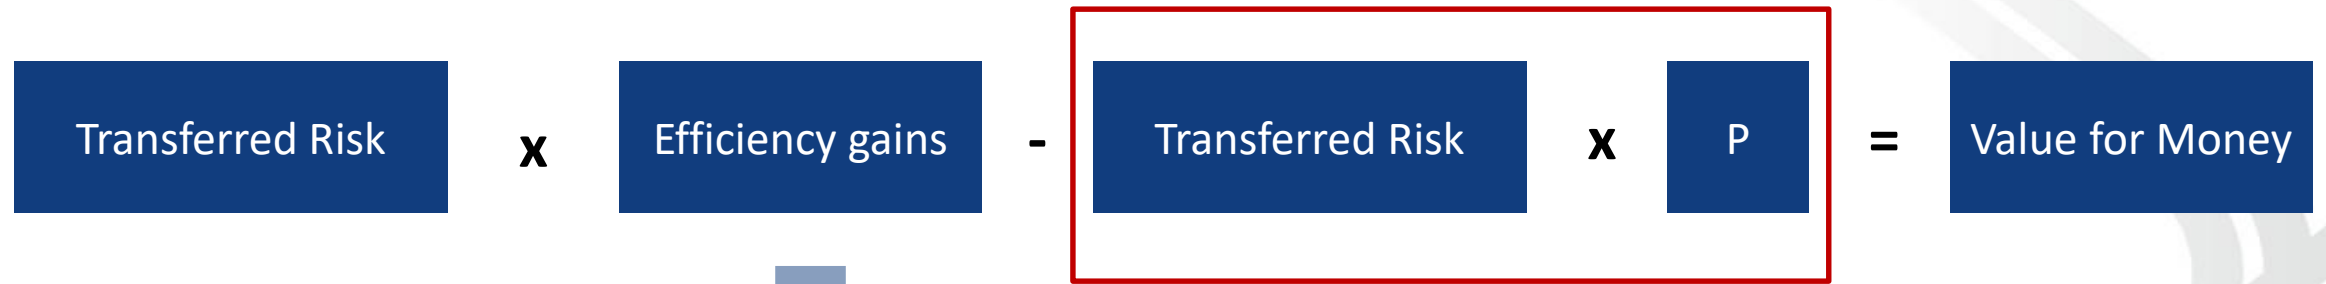 Transferred Risk x Efficiency gains - Transferred Risk x P = Value for Money